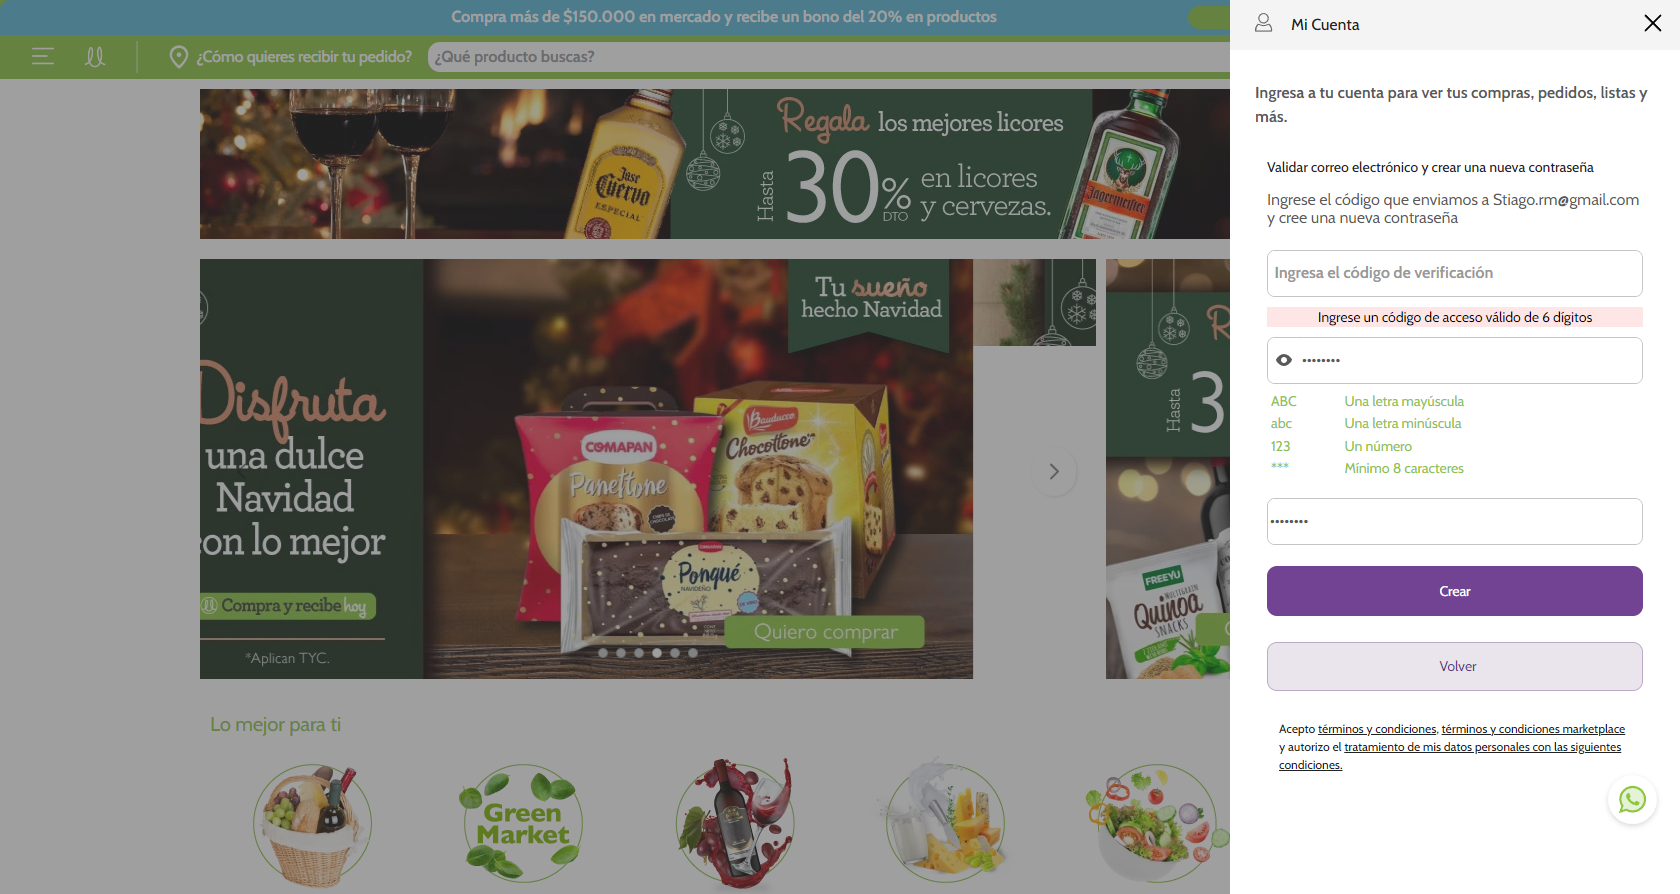 Compra más de $150.000 en mercado y recibe un bono del 20% en productos
Mi Cuenta
¿Cómo quieres recibir tu pedido?
¿Qué producto buscas?
Regala los mejores licores
Hasta 30% DTO en licores
y cervezas.
Jose
Cuervo
ESPECIAL
Jägermeister
Disfruta
una dulce
Navidad
con lo mejor
Compra y recibe hoy
*Aplican TYC.
Tu sueño
hecho Navidad
COMAPAN
Panettone
Bauducco
Chocottone
Ponqué
NAVIDEÑO
Quiero comprar
R
Hasta 3
FREEYU
MULTIGRAIN
Quinoa
SNACKS
Lo mejor para ti
Green
Market
Ingresa a tu cuenta para ver tus compras, pedidos, listas y
más.
Validar correo electrónico y crear una nueva contraseña
Ingrese el código que enviamos a Stiago.rm@gmail.com
y cree una nueva contraseña
Ingresa el código de verificación
Ingrese un código de acceso válido de 6 dígitos
••••••••
ABC Una letra mayúscula
abc Una letra minúscula
123 Un número
*** Mínimo 8 caracteres
••••••••
Crear
Volver
Acepto términos y condiciones, términos y condiciones marketplace
y autorizo el tratamiento de mis datos personales con las siguientes
condiciones.